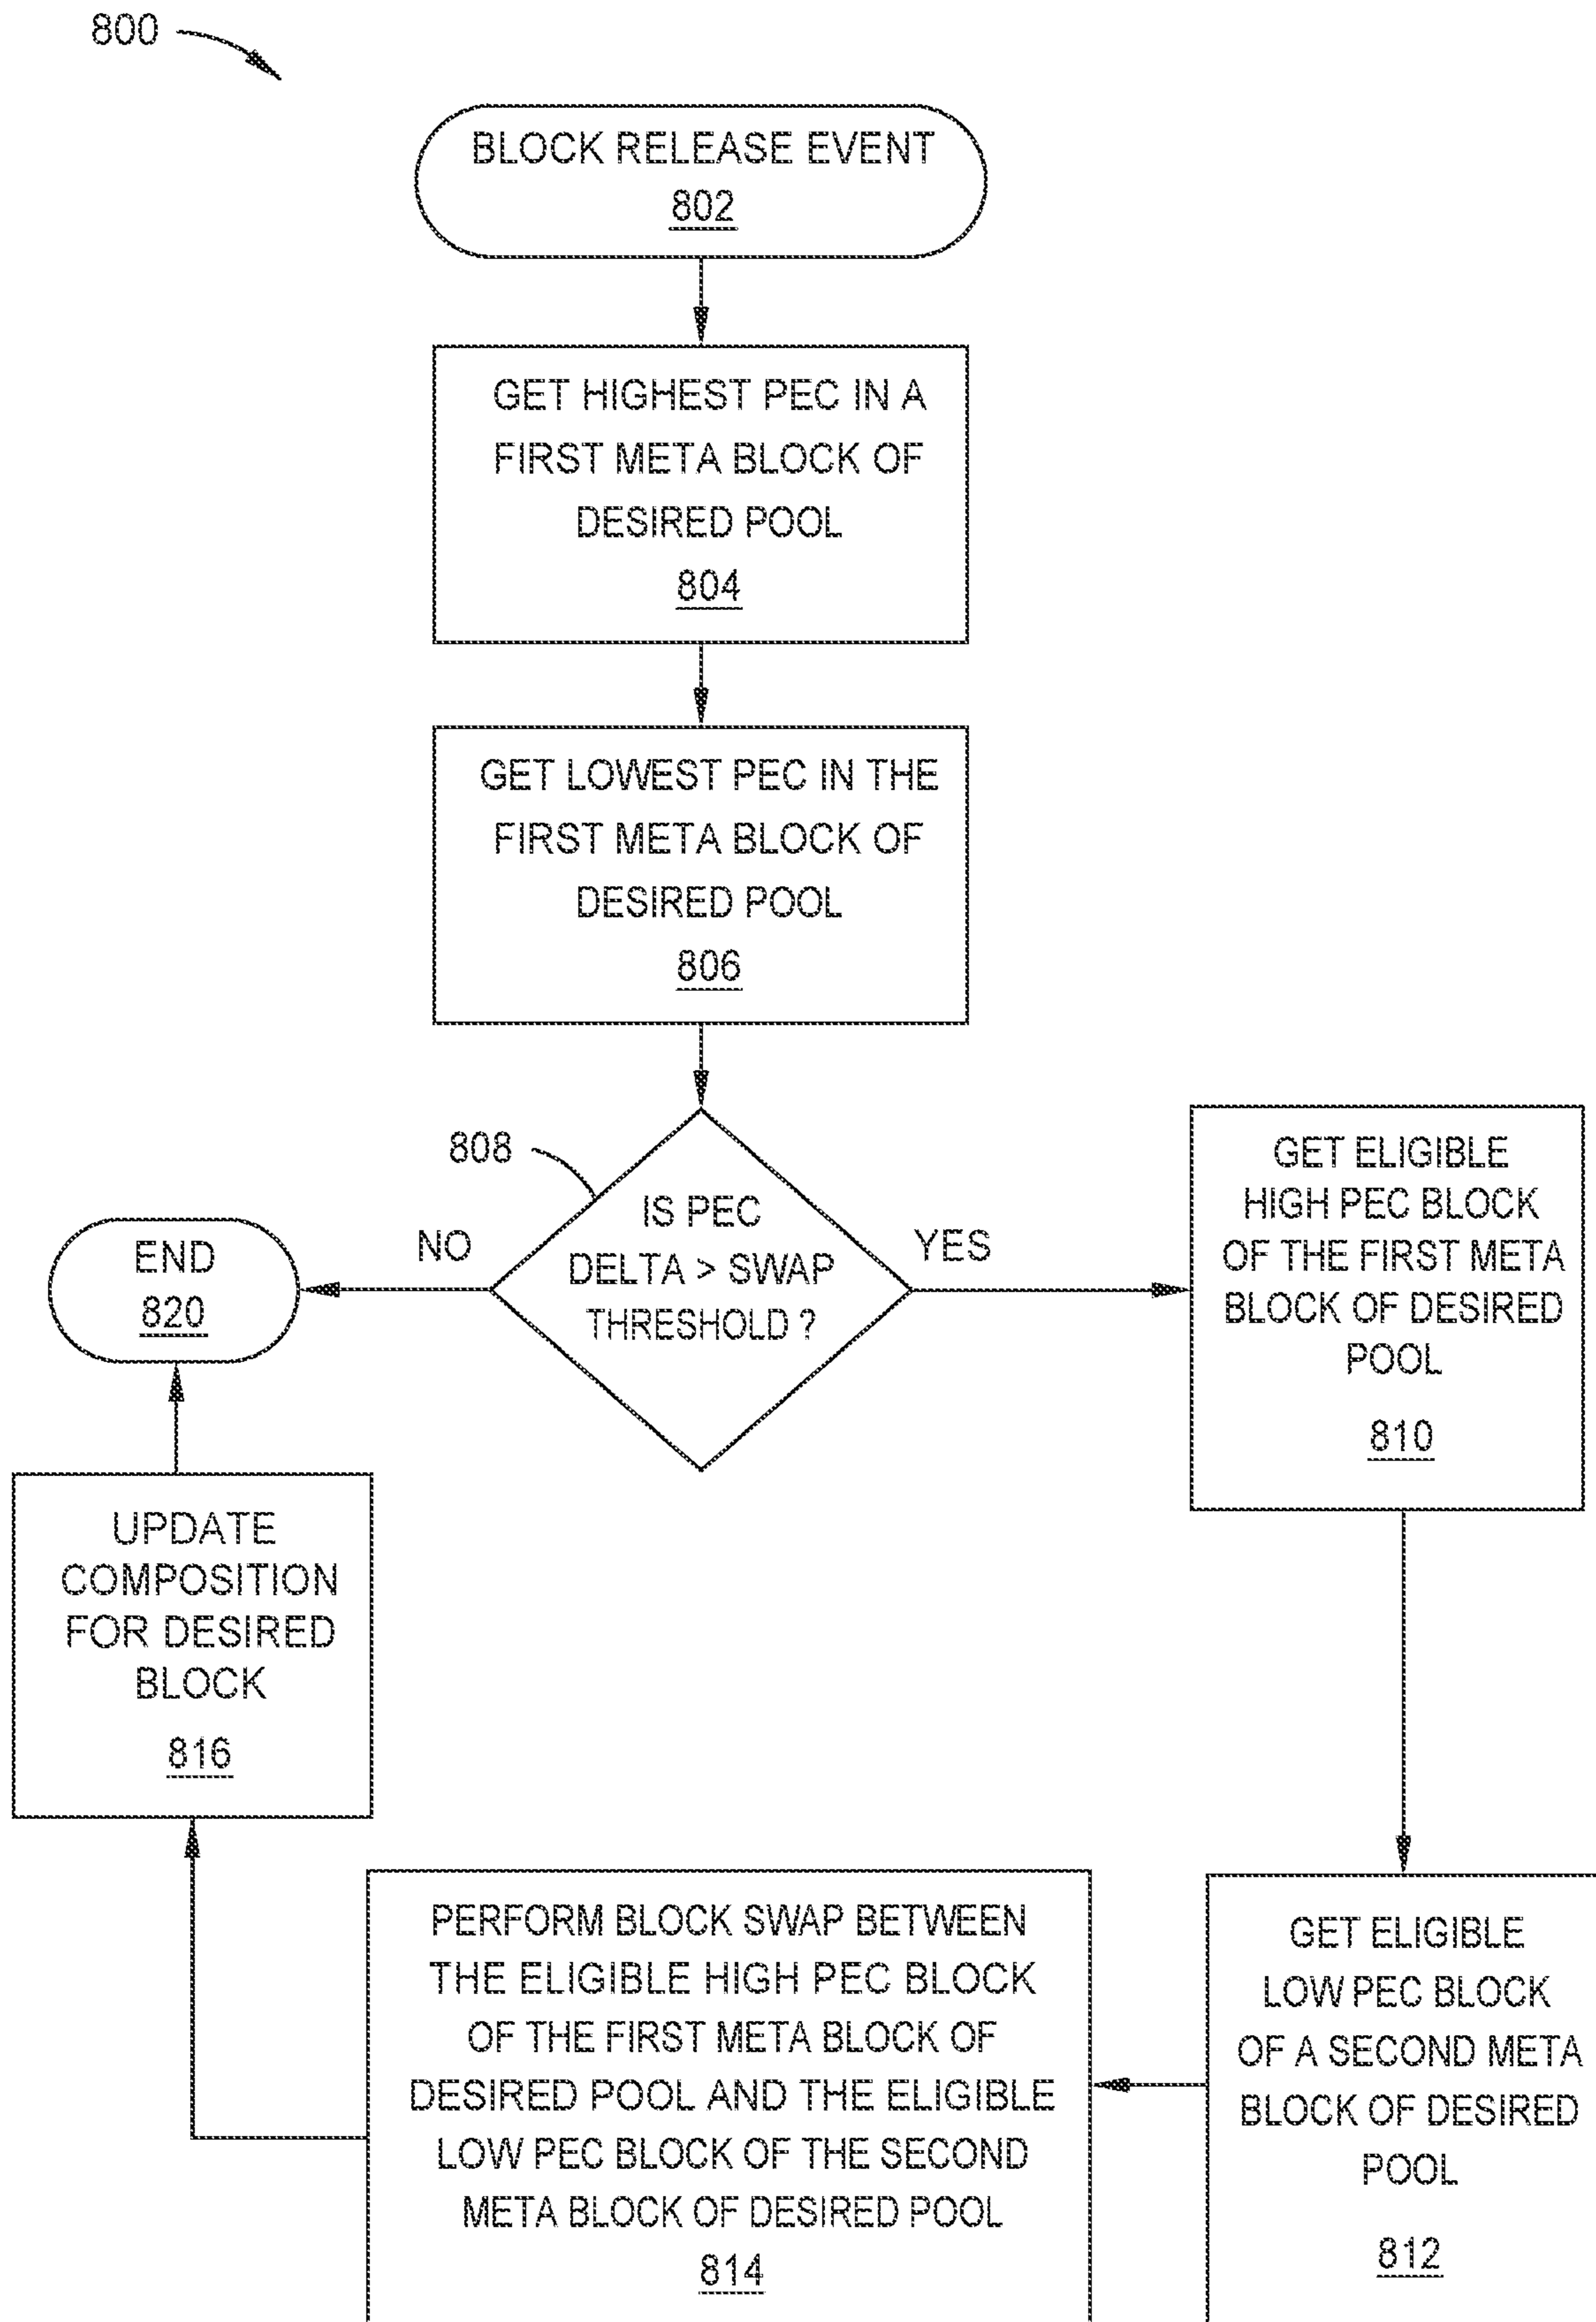 800
BLOCK RELEASE EVENT
802
GET HIGHEST PEC IN A
FIRST META BLOCK OF
DESIRED POOL
804
GET LOWEST PEC IN THE
FIRST META BLOCK OF
DESIRED POOL
806
808
IS PEC
DELTA > SWAP
THRESHOLD ?
NO
YES
END
820
GET ELIGIBLE
HIGH PEC BLOCK
OF THE FIRST META
BLOCK OF DESIRED
POOL
810
GET ELIGIBLE
LOW PEC BLOCK
OF A SECOND META
BLOCK OF DESIRED
POOL
812
PERFORM BLOCK SWAP BETWEEN
THE ELIGIBLE HIGH PEC BLOCK
OF THE FIRST META BLOCK OF
DESIRED POOL AND THE ELIGIBLE
LOW PEC BLOCK OF THE SECOND
META BLOCK OF DESIRED POOL
814
UPDATE
COMPOSITION
FOR DESIRED
BLOCK
816